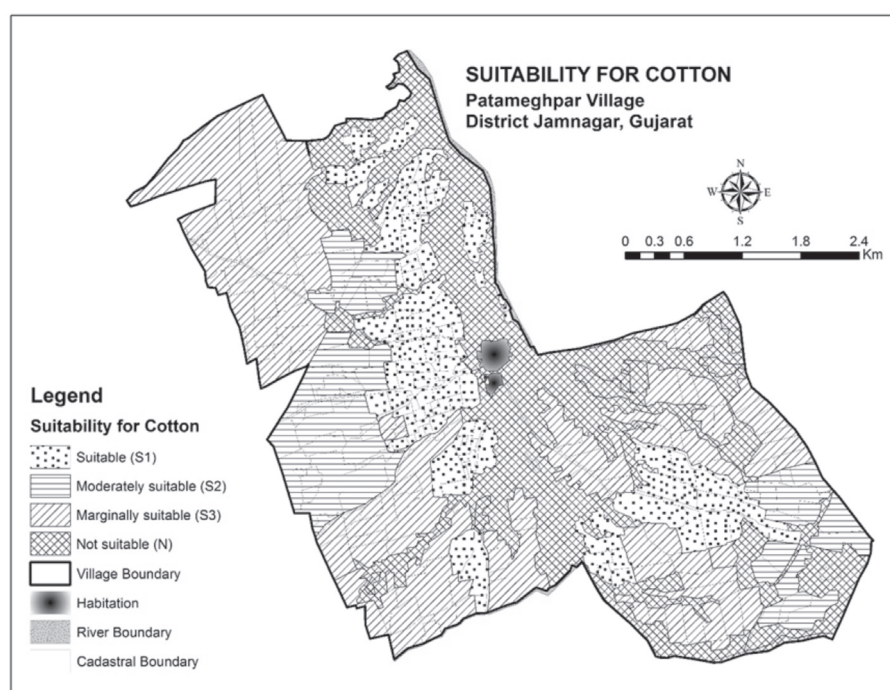 SUITABILITY FOR COTTON
Patameghpar Village
District Jamnagar, Gujarat
N
W E
S
0 0.3 0.6 1.2 1.8 2.4
Km
Legend
Suitability for Cotton
Suitable (S1)
Moderately suitable (S2)
Marginally suitable (S3)
Not suitable (N)
Village Boundary
Habitation
River Boundary
Cadastral Boundary